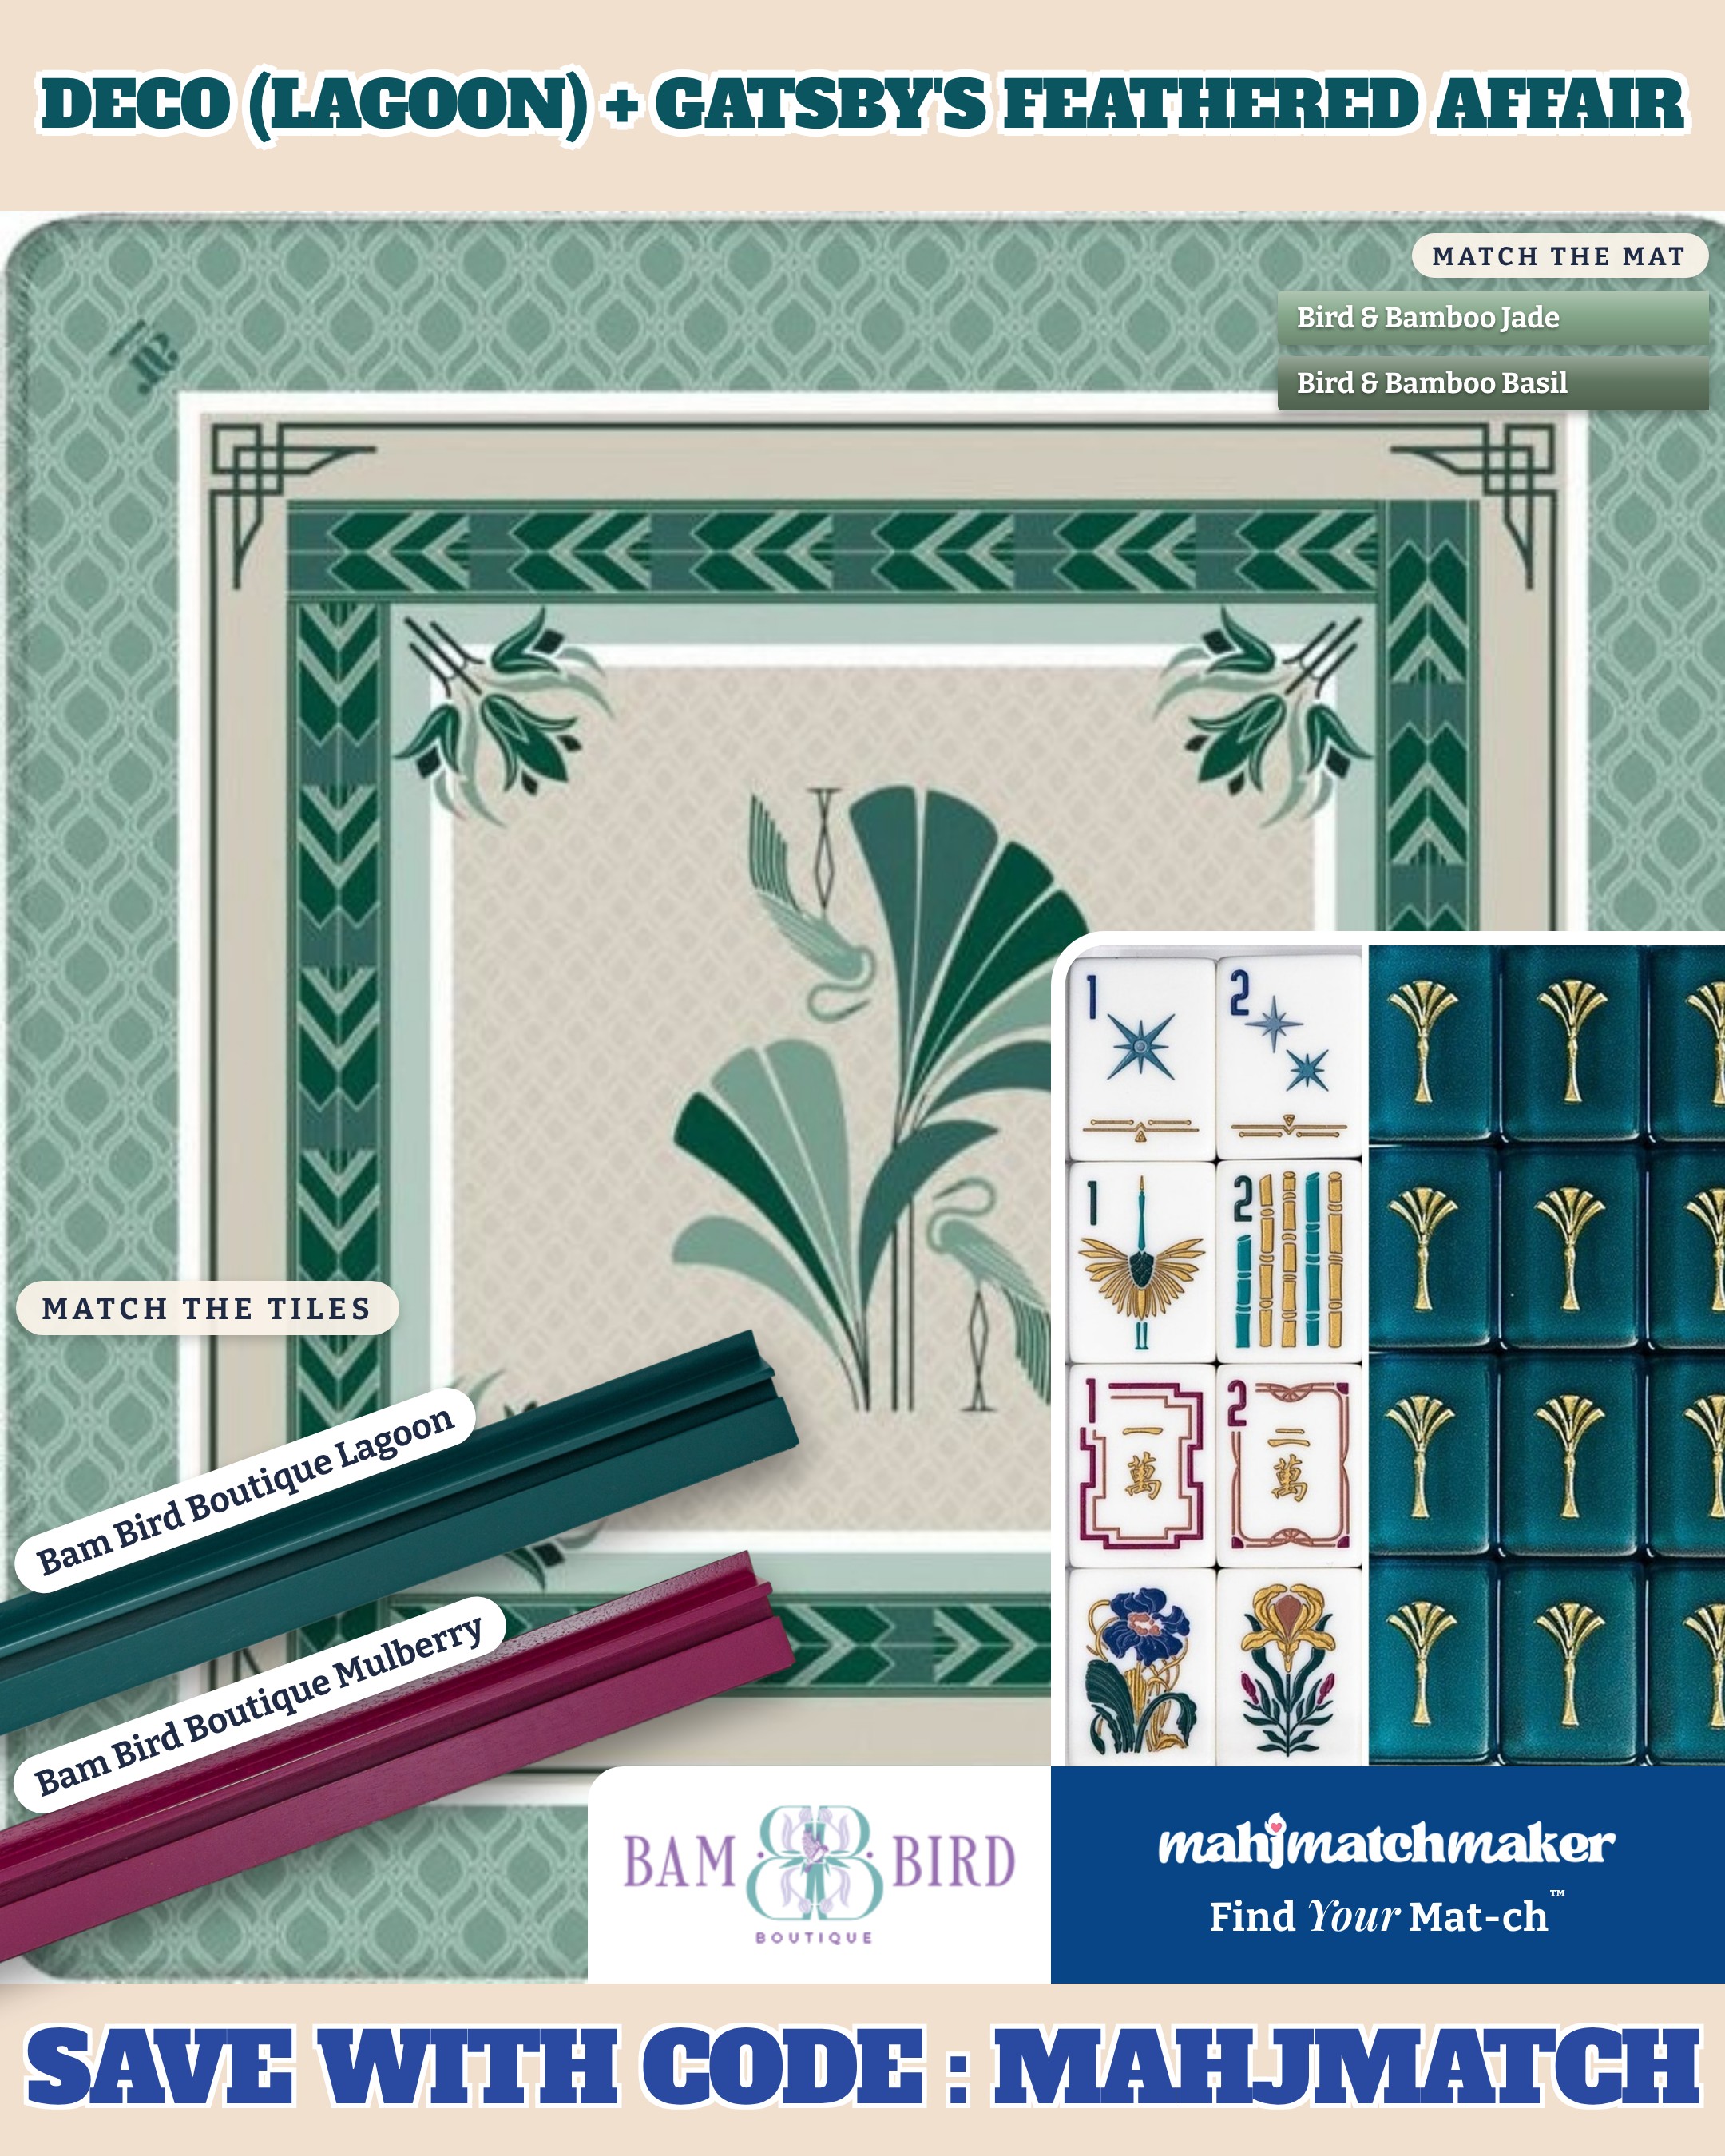 DECO (LAGOON) + GATSBY'S FEATHERED AFFAIR
MATCH THE MAT
Bird & Bamboo Jade
Bird & Bamboo Basil
1
2
1
2
1
一
萬
2
二
萬
MATCH THE TILES
Bam Bird Boutique Lagoon
Bam Bird Boutique Mulberry
BAM BIRD
BOUTIQUE
mahjmatchmaker
Find Your Mat-ch™
SAVE WITH CODE : MAHJMATCH